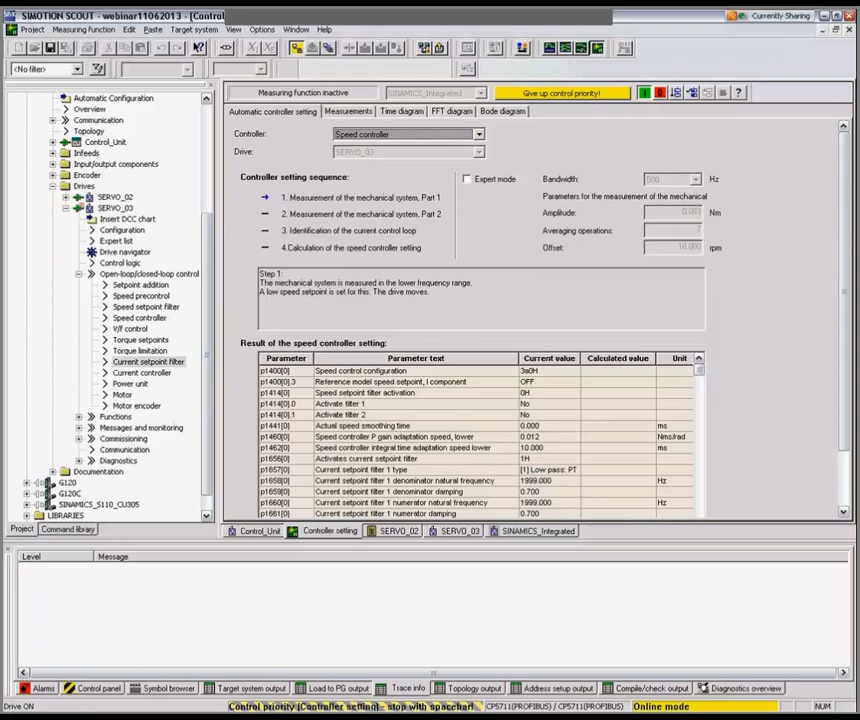 SIMOTION SCOUT - webinar11062013 - [Control
Currently Sharing
Project Measuring function Edit Paste Target system View Options Window Help
<No filter>
Automatic Configuration
Overview
Communication
Topology
Control_Unit
Infeeds
Input/output components
Encoder
Drives
SERVO_02
SERVO_03
Insert DCC chart
Configuration
Expert list
Drive navigator
Control logic
Open-loop/closed-loop control
Setpoint addition
Speed precontrol
Speed setpoint filter
Speed controller
V/f control
Torque setpoints
Torque limitation
Current setpoint filter
Current controller
Power unit
Motor
Motor encoder
Functions
Messages and monitoring
Commissioning
Communication
Diagnostics
Documentation
G120
G120C
SINAMICS_S110_CU305
LIBRARIES
Project Command library
Measuring function inactive SINAMICS_Integrated Give up control priority! ?
Automatic controller setting Measurements Time diagram FFT diagram Bode diagram
Controller: Speed controller
Drive: SERVO_03
Controller setting sequence: Expert mode Bandwidth: 500 Hz
1. Measurement of the mechanical system, Part 1 Parameters for the measurement of the mechanical
2. Measurement of the mechanical system, Part 2 Amplitude: 0.063 Nm
3. Identification of the current control loop Averaging operations: 7
4.Calculation of the speed controller setting Offset: 10.000 rpm
Step 1:
The mechanical system is measured in the lower frequency range.
A low speed setpoint is set for this. The drive moves.
Result of the speed controller setting:
Parameter Parameter text Current value Calculated value Unit
p1400[0] Speed control configuration 3a0H
p1400[0].3 Reference model speed setpoint, I component OFF
p1414[0] Speed setpoint filter activation 0H
p1414[0].0 Activate filter 1 No
p1414[0].1 Activate filter 2 No
p1441[0] Actual speed smoothing time 0.000 ms
p1460[0] Speed controller P gain adaptation speed, lower 0.012 Nms/rad
p1462[0] Speed controller integral time adaptation speed lower 10.000 ms
p1656[0] Activates current setpoint filter 1H
p1657[0] Current setpoint filter 1 type [1] Low pass: PT
p1658[0] Current setpoint filter 1 denominator natural frequency 1999.000 Hz
p1659[0] Current setpoint filter 1 denominator damping 0.700
p1660[0] Current setpoint filter 1 numerator natural frequency 1999.000 Hz
p1661[0] Current setpoint filter 1 numerator damping 0.700
Control_Unit Controller setting SERVO_02 SERVO_03 SINAMICS_Integrated
Level Message
Alarms Control panel Symbol browser Target system output Load to PG output Trace info Topology output Address setup output Compile/check output Diagnostics overview
Drive ON Control priority [Controller setting] - stop with spacebar! CP5711(PROFIBUS) / CP5711(PROFIBUS) Online mode NUM